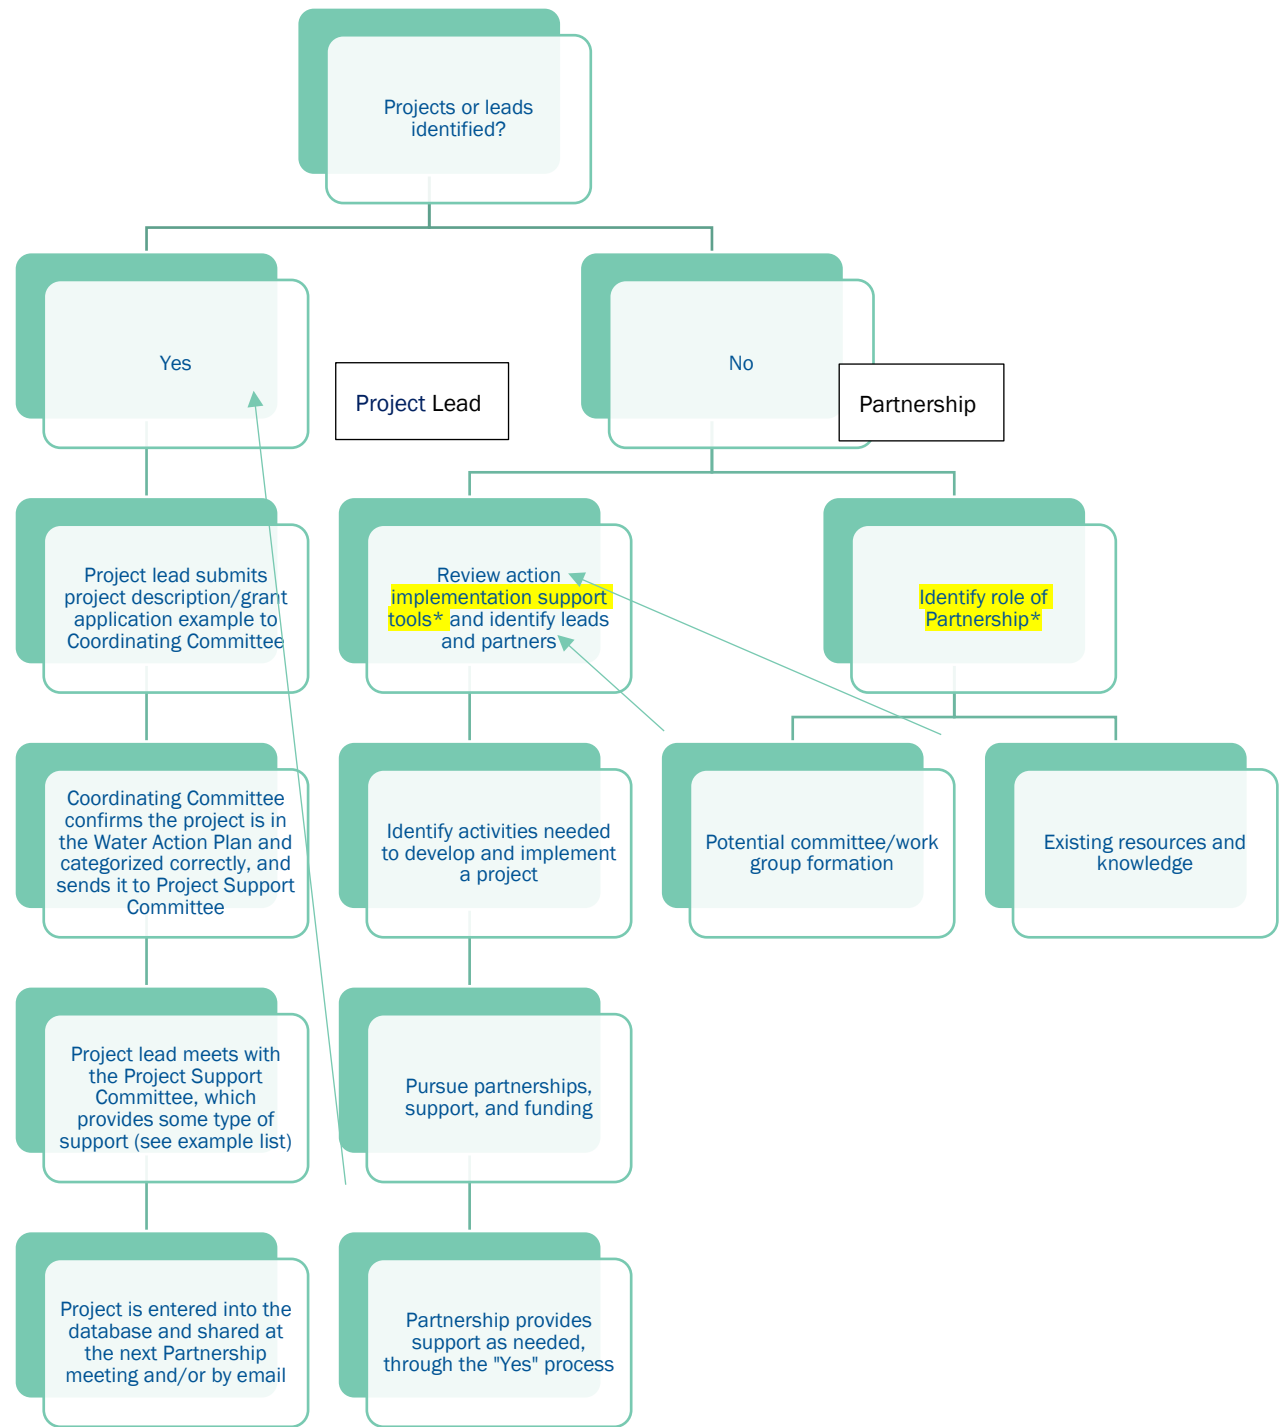 Projects or leads
identified?
Yes
No
Project Lead
Partnership
Project lead submits
project description/grant
application example to
Coordinating Committee
Review action
implementation support
tools* and identify leads
and partners
Identify role of
Partnership*
Coordinating Committee
confirms the project is in
the Water Action Plan and
categorized correctly, and
sends it to Project Support
Committee
Identify activities needed
to develop and implement
a project
Potential committee/work
group formation
Existing resources and
knowledge
Project lead meets with
the Project Support
Committee, which
provides some type of
support (see example list)
Pursue partnerships,
support, and funding
Project is entered into the
database and shared at
the next Partnership
meeting and/or by email
Partnership provides
support as needed,
through the "Yes" process